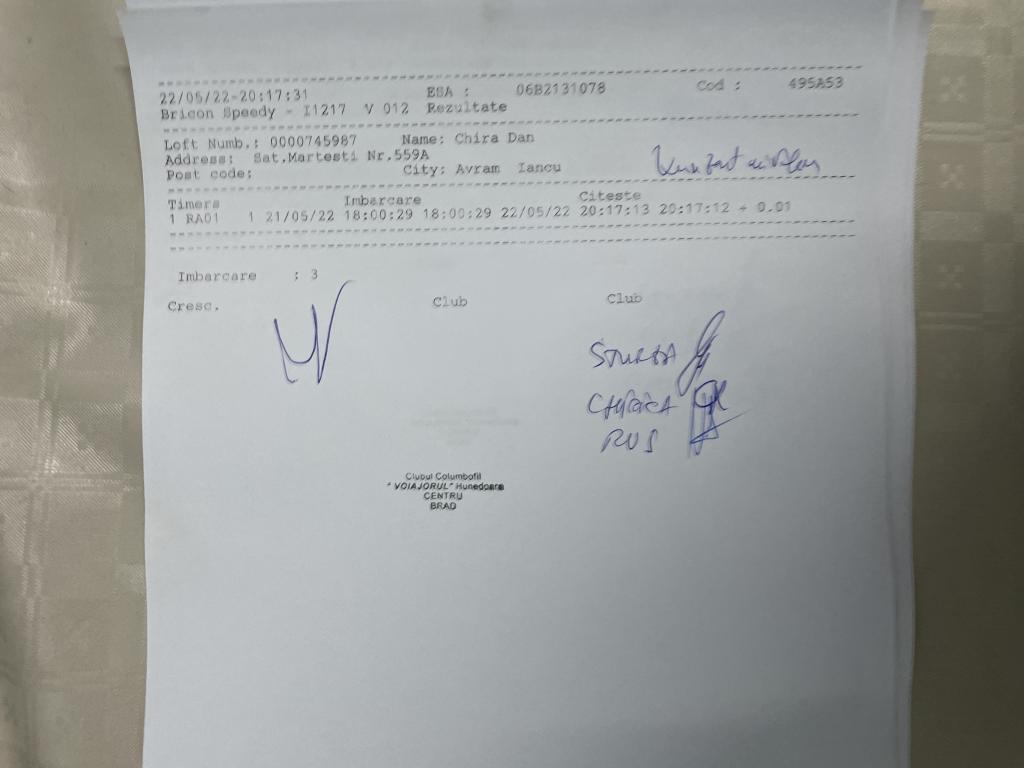 22/05/22-20:17:31 ESA : 06B2131078 Cod : 495A53
Bricon Speedy - I1217 V 012 Rezultate
Loft Numb.: 0000745987 Name: Chira Dan
Address: Sat.Martesti Nr.559A
Post code: City: Avram Iancu
Timers Imbarcare Citeste
1 RA01 1 21/05/22 18:00:29 18:00:29 22/05/22 20:17:13 20:17:12 + 0.01
Imbarcare : 3
Cresc. Club Club
RUS
Clubul Columbofil
"VOIAJORUL" Hunedoara
CENTRU
BRAD